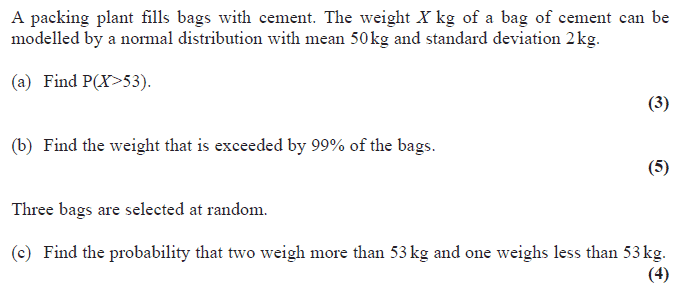 A packing plant fills bags with cement. The weight X kg of a bag of cement can be
modelled by a normal distribution with mean 50 kg and standard deviation 2 kg.
(a) Find P(X>53).
(3)
(b) Find the weight that is exceeded by 99% of the bags.
(5)
Three bags are selected at random.
(c) Find the probability that two weigh more than 53 kg and one weighs less than 53 kg.
(4)